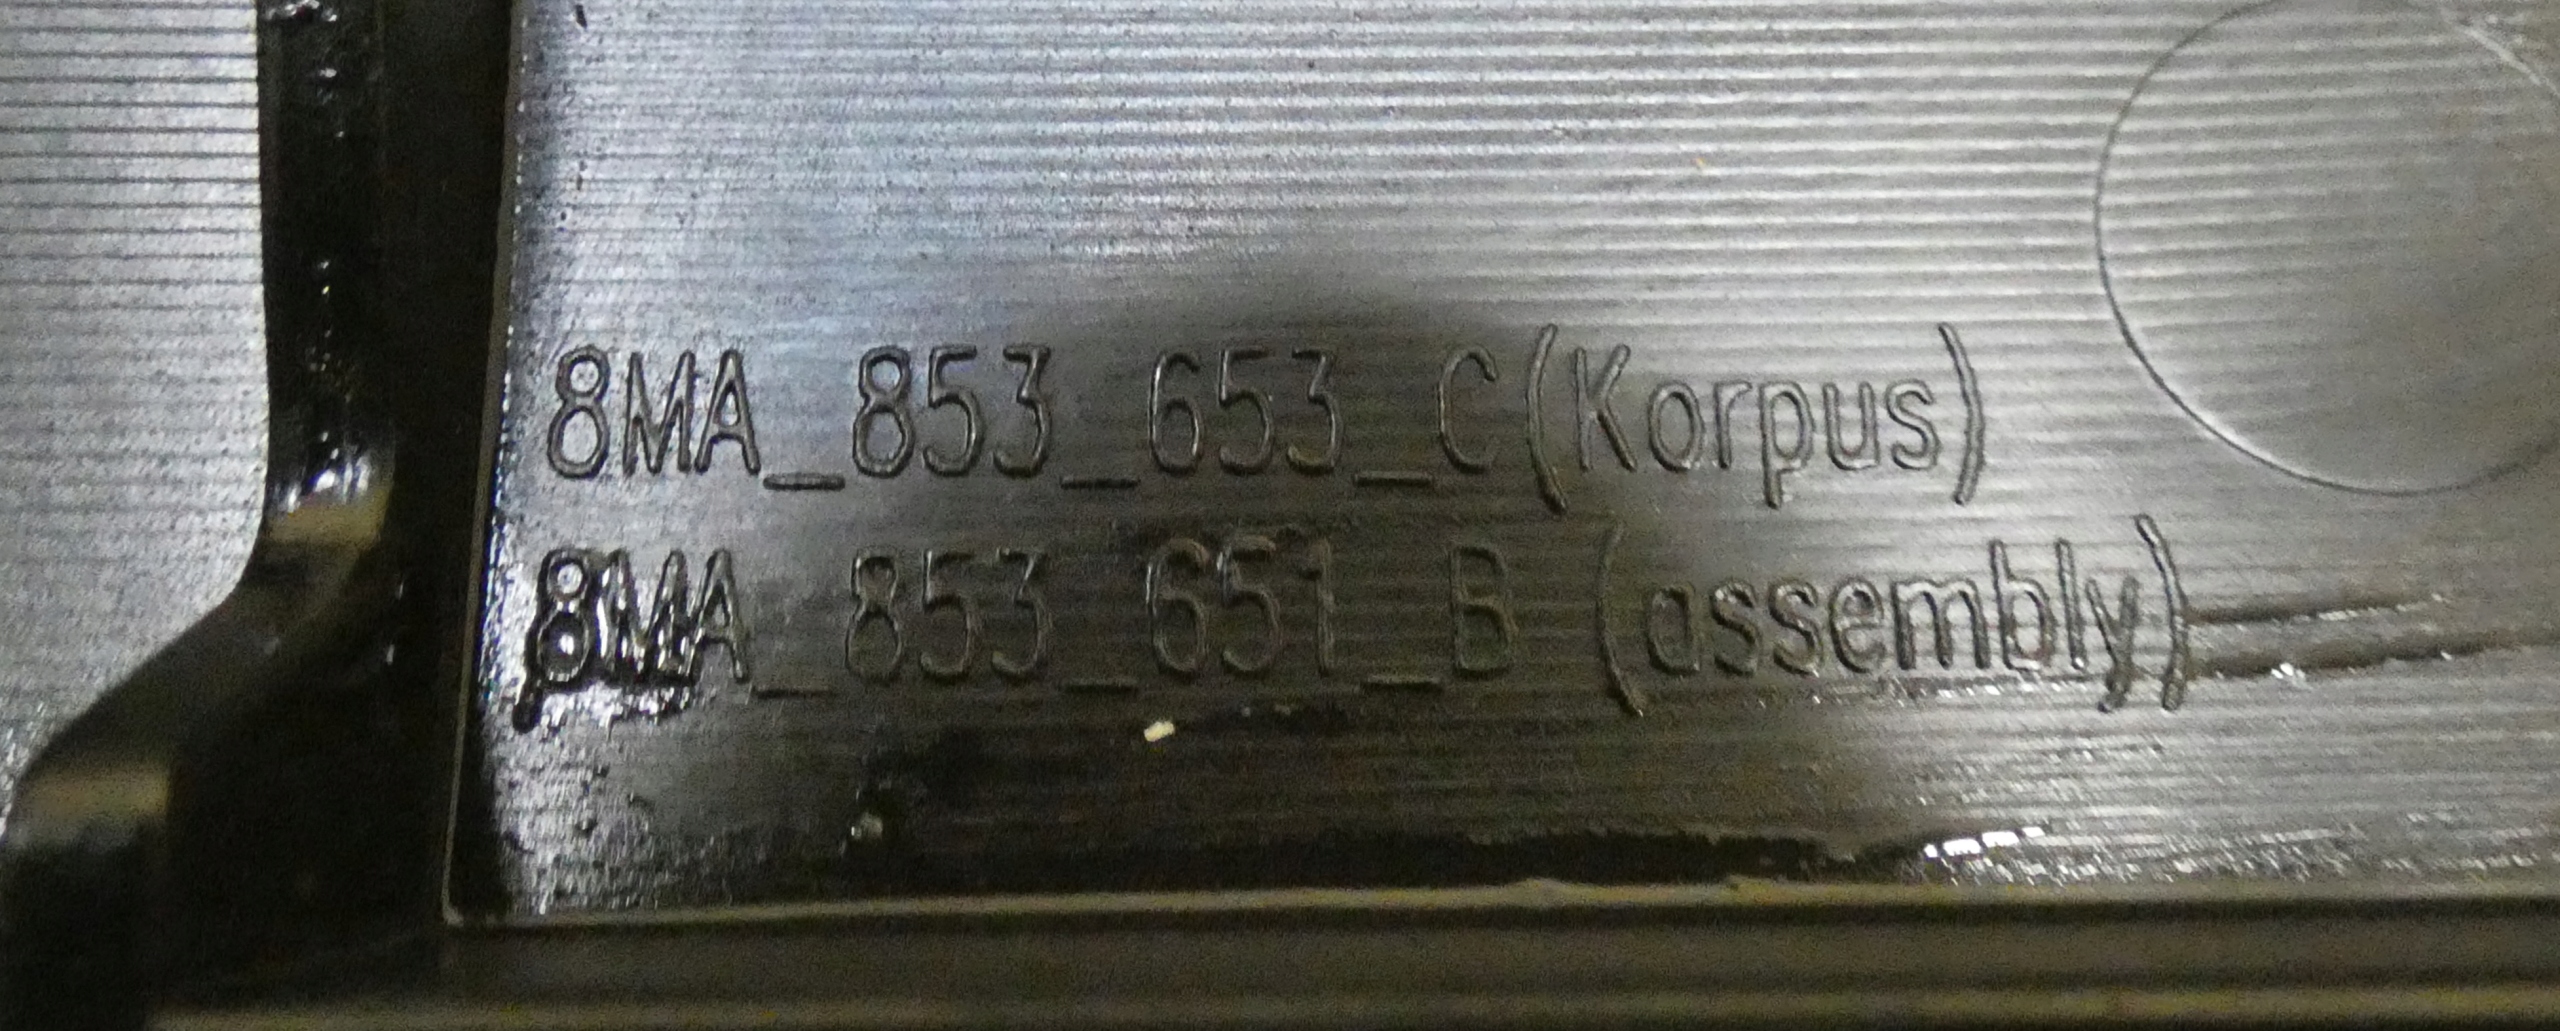 8MA_853_653_C(Korpus)
8MA_853_651_B (assembly)